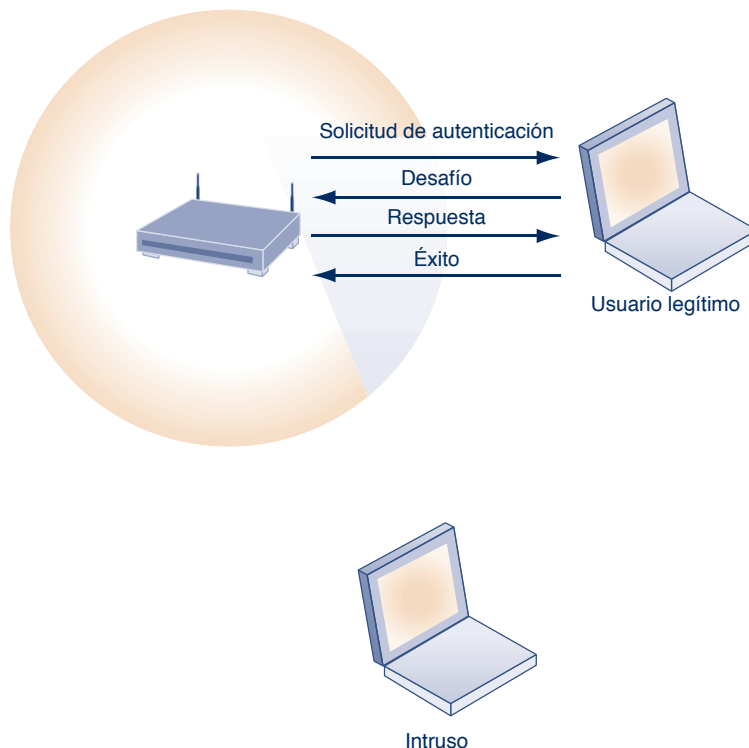 Solicitud de autenticación
Desafío
Respuesta
Éxito
Usuario legítimo
Intruso